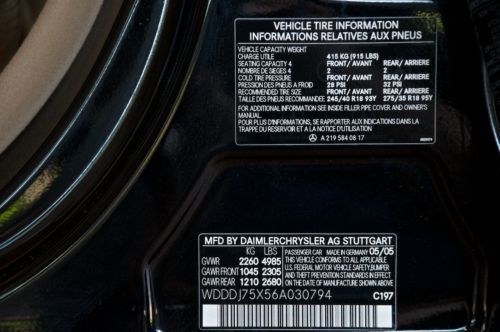 VEHICLE TIRE INFORMATION
INFORMATIONS RELATIVES AUX PNEUS
VEHICLE CAPACITY WEIGHT
CHARGE UTILE 415 KG (915 LBS)
SEATING CAPACITY 4 FRONT/AVANT REAR/ARRIERE
NOMBRE DE SIEGES 4 2 2
COLD TIRE PRESSURE FRONT/AVANT REAR/ARRIERE
PRESSION DES PNEUS A FROID 28 PSI 32 PSI
RECOMMENDED TIRE SIZE FRONT/AVANT REAR/ARRIERE
TAILLE DES PNEUS RECOMMANDEE 245/40 R18 93Y 275/35 R18 95Y
FOR ADDITIONAL INFORMATION SEE INSIDE FILLER PIPE COVER AND OWNER'S
MANUAL.
POUR PLUS D'INFORMATIONS, SE RAPPORTER AUX INDICATIONS DANS LA
TRAPPE DU RESERVOIR ET A LA NOTICE D'UTILISATION
A 219 584 08 17
MFD BY DAIMLERCHRYSLER AG STUTTGART
KG LBS PASSENGER CAR MADE IN GERMANY 05/05
GVWR 2260 4985 THIS VEHICLE CONFORMS TO ALL APPLICABLE
GAWR FRONT 1045 2305 U.S. FEDERAL MOTOR VEHICLE SAFETY,BUMPER
GAWR REAR 1210 2680 AND THEFT PREVENTION STANDARDS IN EFFECT
ON THE DATE OF MANUFACTURE SHOWN ABOVE
WDDDJ75X56A030794 C197